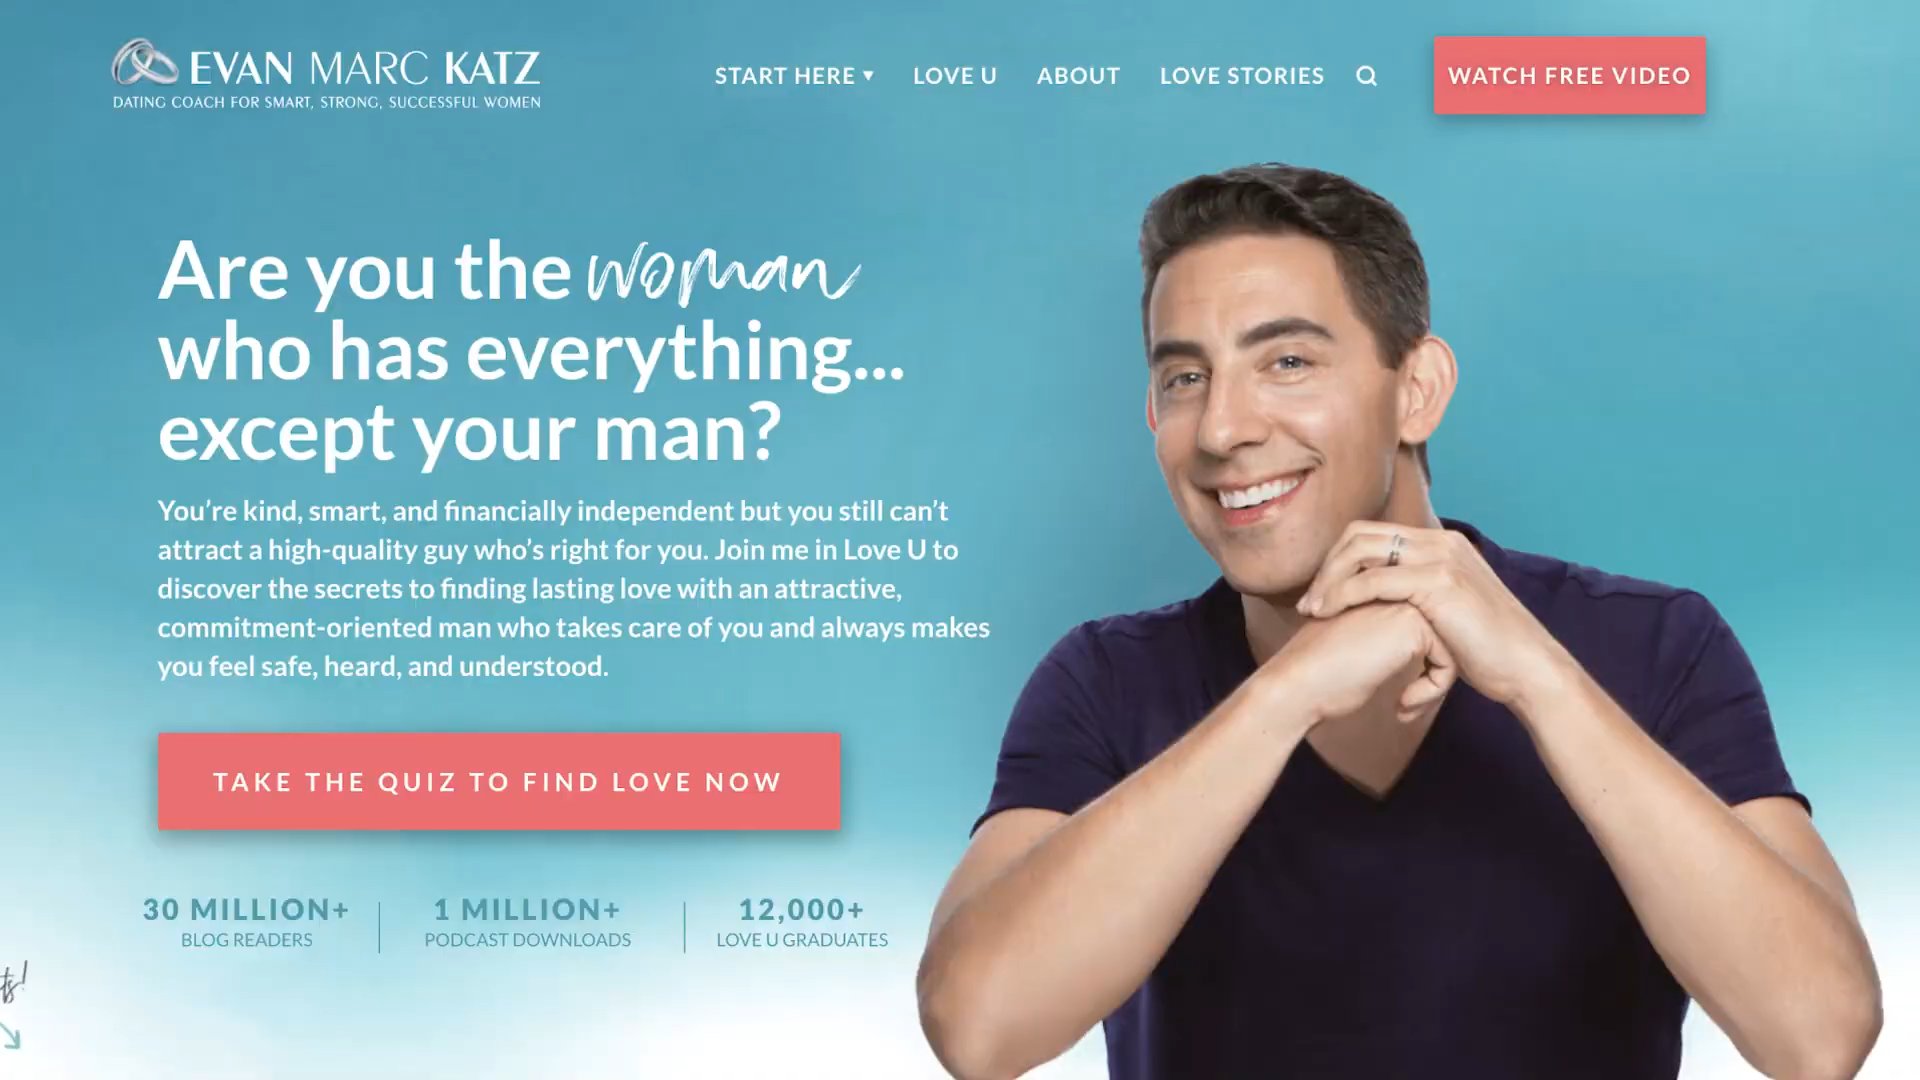 EVAN MARC KATZ
DATING COACH FOR SMART, STRONG, SUCCESSFUL WOMEN
START HERE ▾
LOVE U
ABOUT
LOVE STORIES
WATCH FREE VIDEO
Are you the woman
who has everything...
except your man?
You’re kind, smart, and financially independent but you still can’t
attract a high-quality guy who’s right for you. Join me in Love U to
discover the secrets to finding lasting love with an attractive,
commitment-oriented man who takes care of you and always makes
you feel safe, heard, and understood.
TAKE THE QUIZ TO FIND LOVE NOW
30 MILLION+
BLOG READERS
1 MILLION+
PODCAST DOWNLOADS
12,000+
LOVE U GRADUATES